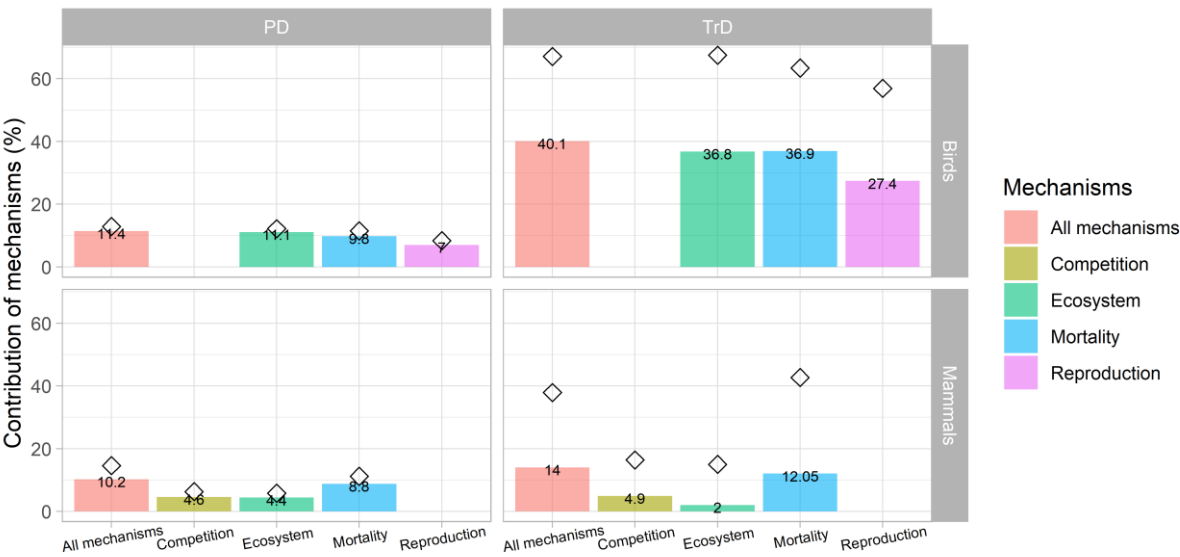 PD
TrD
Contribution of mechanisms (%)
60
40
20
0
11.4
11.1
9.8
7
40.1
36.8
36.9
27.4
Birds
60
40
20
0
10.2
4.6
4.4
8.8
14
4.9
2
12.05
Mammals
All mechanisms
Competition
Ecosystem
Mortality
Reproduction
All mechanisms
Competition
Ecosystem
Mortality
Reproduction
Mechanisms
All mechanisms
Competition
Ecosystem
Mortality
Reproduction